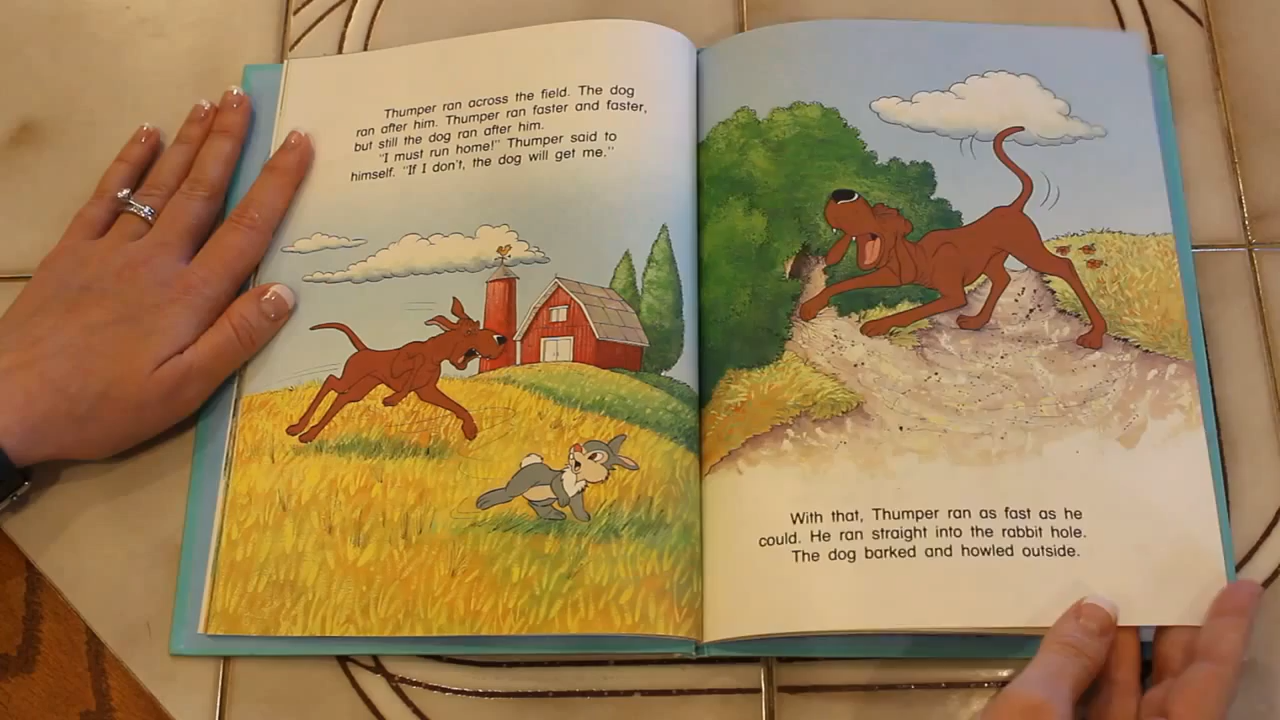 Thumper ran across the field. The dog
ran after him. Thumper ran faster and faster,
but still the dog ran after him.
"I must run home!" Thumper said to
himself. "If I don't, the dog will get me."
With that, Thumper ran as fast as he
could. He ran straight into the rabbit hole.
The dog barked and howled outside.